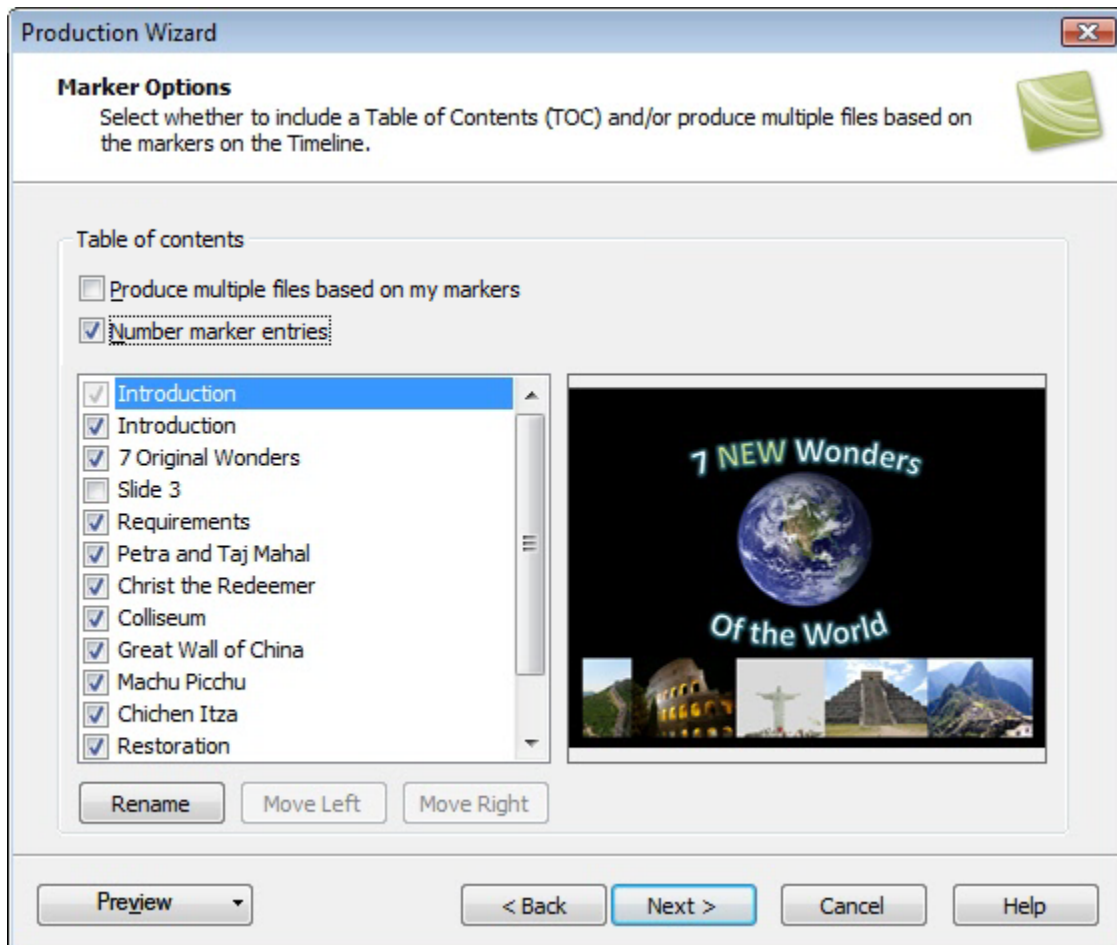 Production Wizard
Marker Options
Select whether to include a Table of Contents (TOC) and/or produce multiple files based on
the markers on the Timeline.
Table of contents
Produce multiple files based on my markers
Number marker entries
Introduction
Introduction
7 Original Wonders
Slide 3
Requirements
Petra and Taj Mahal
Christ the Redeemer
Colliseum
Great Wall of China
Machu Picchu
Chichen Itza
Restoration
7 NEW Wonders
Of the World
Rename Move Left Move Right
Preview < Back Next > Cancel Help